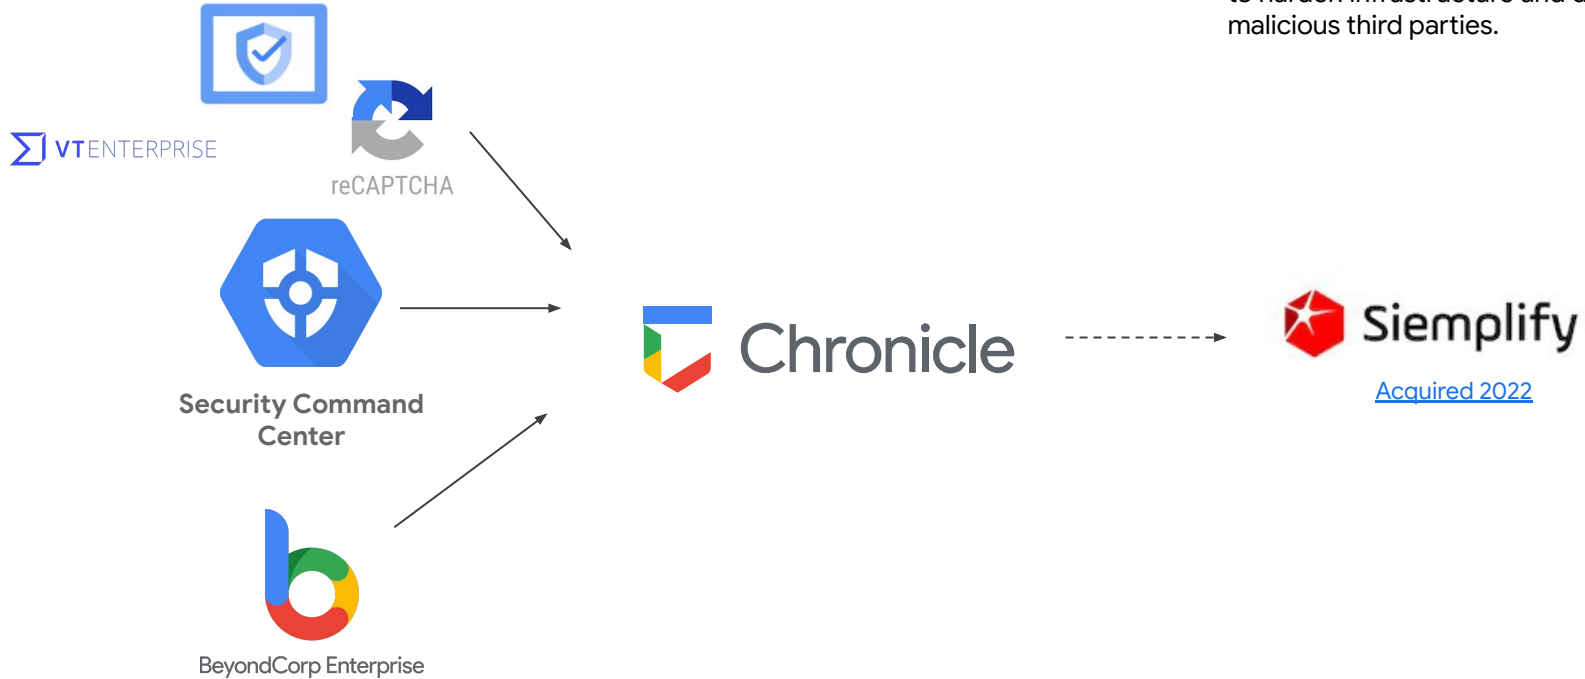 malicious third parties.
VTENTERPRISE
reCAPTCHA
Security Command
Center
BeyondCorp Enterprise
Chronicle
Siemplify
Acquired 2022